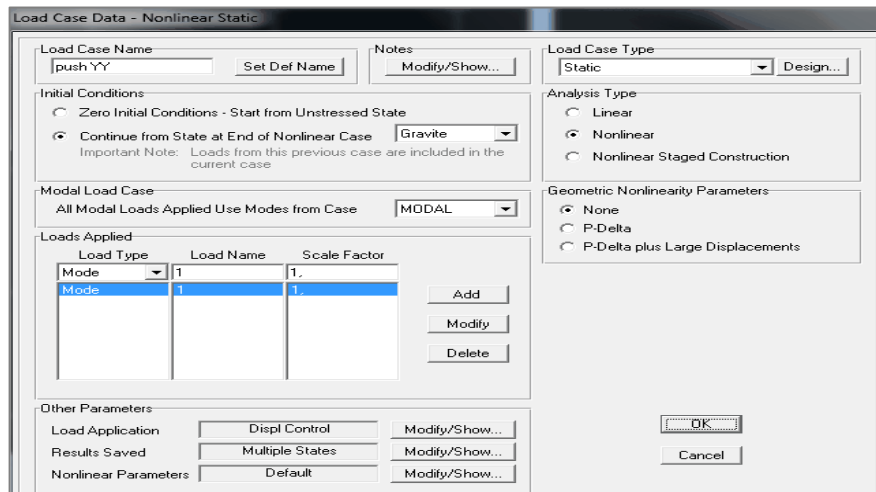 Load Case Data - Nonlinear Static
Load Case Name
push YY
Set Def Name
Notes
Modify/Show...
Load Case Type
Static
Design...
Initial Conditions
Zero Initial Conditions - Start from Unstressed State
Continue from State at End of Nonlinear Case
Gravite
Important Note: Loads from this previous case are included in the
current case
Analysis Type
Linear
Nonlinear
Nonlinear Staged Construction
Modal Load Case
All Modal Loads Applied Use Modes from Case
MODAL
Geometric Nonlinearity Parameters
None
P-Delta
P-Delta plus Large Displacements
Loads Applied
Load Type Load Name Scale Factor
Mode 1 1,
Mode 1 1,
Add
Modify
Delete
Other Parameters
Load Application Displ Control Modify/Show...
Results Saved Multiple States Modify/Show...
Nonlinear Parameters Default Modify/Show...
OK
Cancel